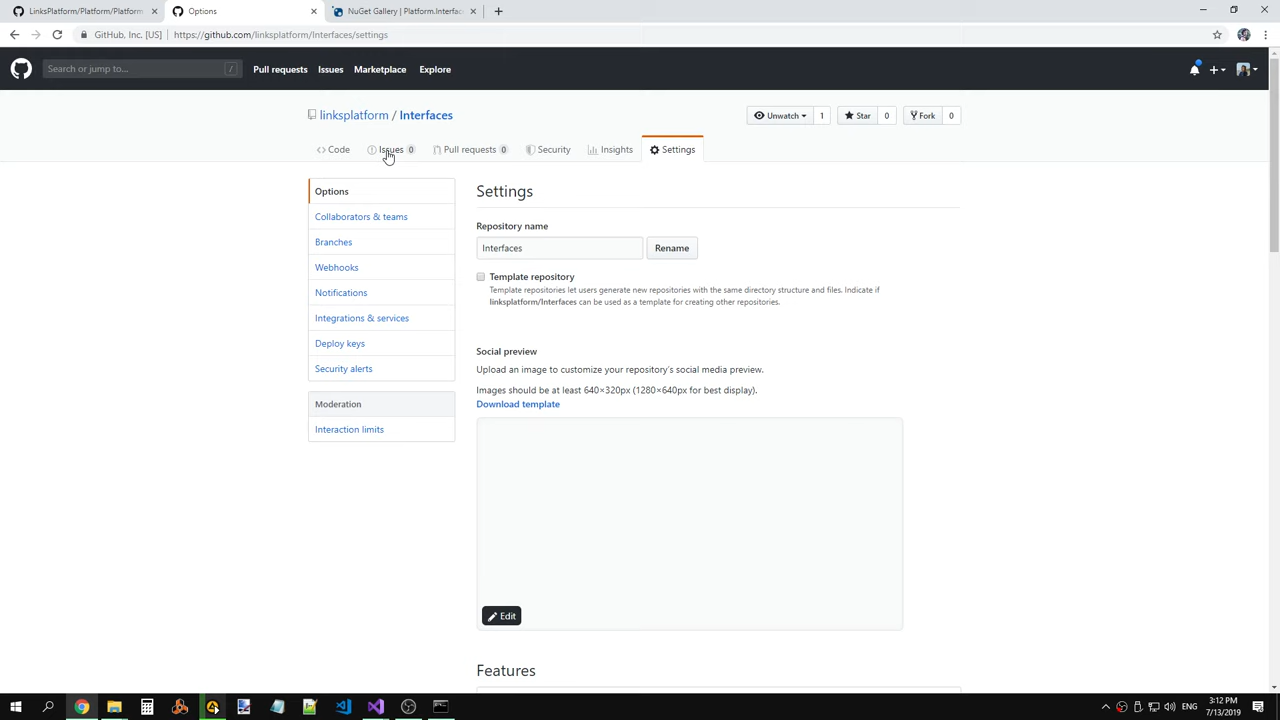 LinksPlatform/Platform/Platform
Options
NuGet Gallery | Platform.Interface
GitHub, Inc. [US]
https://github.com/linksplatform/Interfaces/settings
Search or jump to...
/
Pull requests
Issues
Marketplace
Explore
linksplatform / Interfaces
Unwatch
1
Star
0
Fork
0
Code
Issues 0
Pull requests 0
Security
Insights
Settings
Options
Collaborators & teams
Branches
Webhooks
Notifications
Integrations & services
Deploy keys
Security alerts
Moderation
Interaction limits
Settings
Repository name
Interfaces
Rename
Template repository
Template repositories let users generate new repositories with the same directory structure and files. Indicate if
linksplatform/Interfaces can be used as a template for creating other repositories.
Social preview
Upload an image to customize your repository's social media preview.
Images should be at least 640×320px (1280×640px for best display).
Download template
Edit
Features
ENG
3:12 PM
7/13/2019